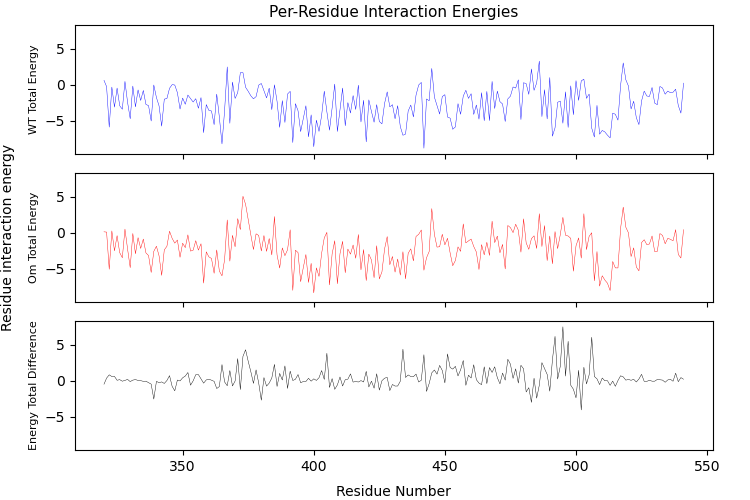 Per-Residue Interaction Energies
Residue interaction energy
WT Total Energy
5
0
−5
Om Total Energy
5
0
−5
Energy Total Difference
5
0
−5
350
400
450
500
550
Residue Number